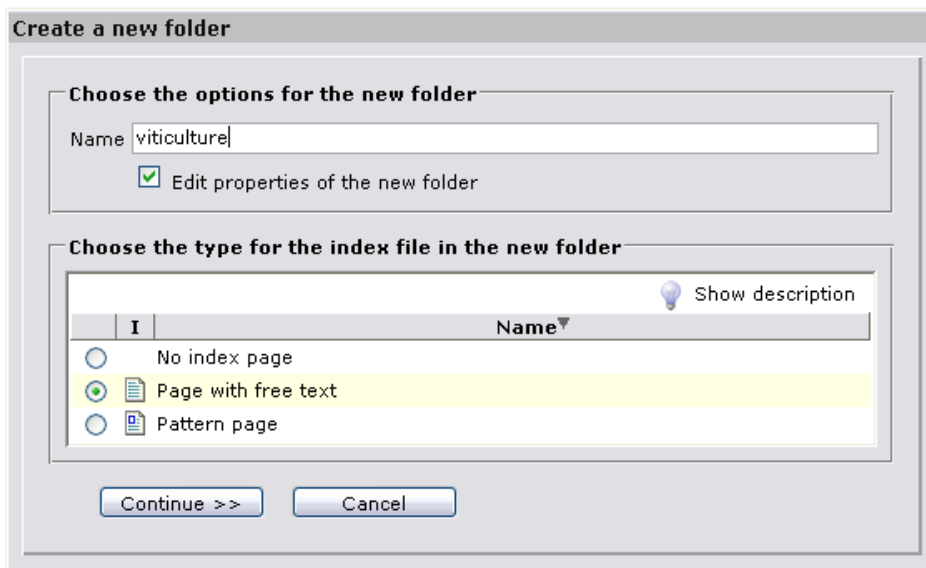 Create a new folder
Choose the options for the new folder
Name viticulture
Edit properties of the new folder
Choose the type for the index file in the new folder
Show description
I Name
No index page
Page with free text
Pattern page
Continue >> Cancel